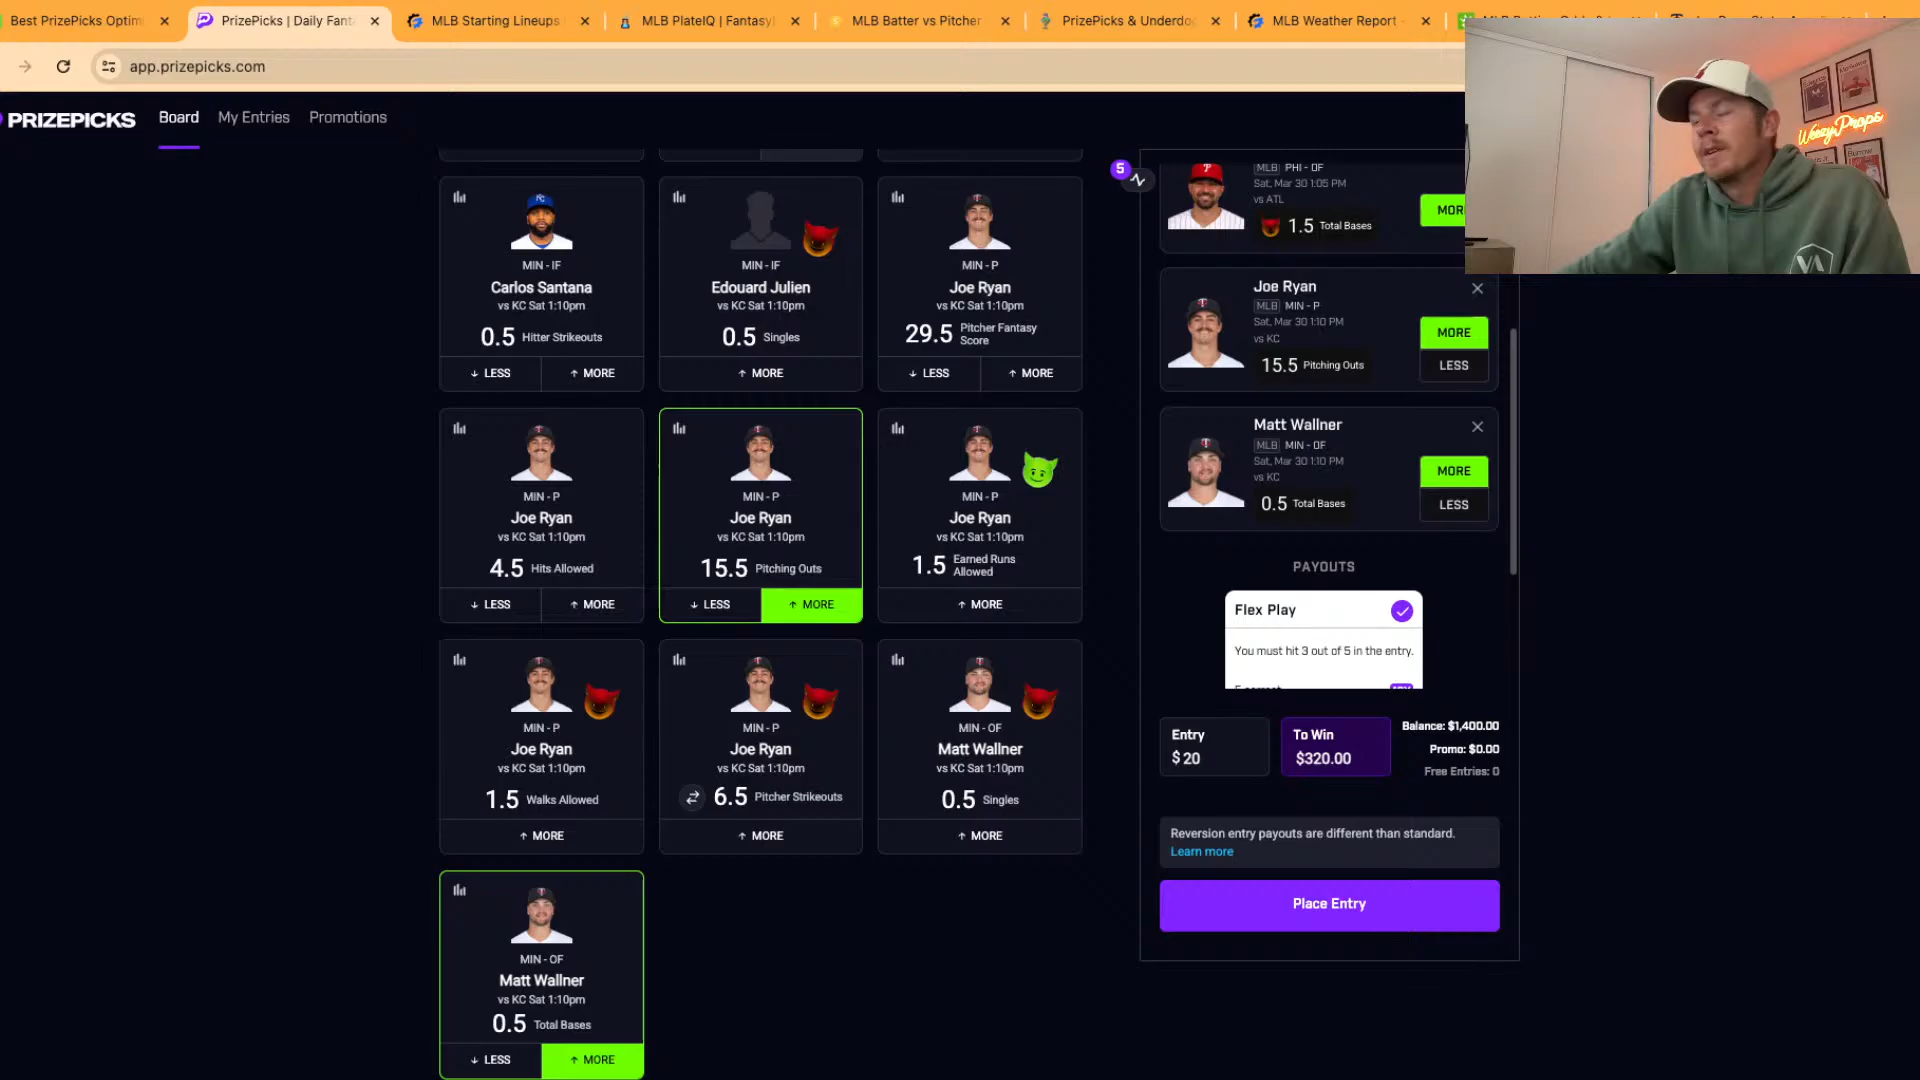 Best PrizePicks Optimi
PrizePicks | Daily Fant
MLB Starting Lineups
MLB PlateIQ | Fantasy
MLB Batter vs Pitcher
PrizePicks & Underdo
MLB Weather Report -
app.prizepicks.com
PRIZEPICKS
Board
My Entries
Promotions
MIN - IF
Carlos Santana
vs KC Sat 1:10pm
0.5 Hitter Strikeouts
↓ LESS
↑ MORE
MIN - IF
Edouard Julien
vs KC Sat 1:10pm
0.5 Singles
↑ MORE
MIN - P
Joe Ryan
vs KC Sat 1:10pm
29.5 Pitcher Fantasy Score
↓ LESS
↑ MORE
MIN - P
Joe Ryan
vs KC Sat 1:10pm
4.5 Hits Allowed
↓ LESS
↑ MORE
MIN - P
Joe Ryan
vs KC Sat 1:10pm
15.5 Pitching Outs
↓ LESS
↑ MORE
MIN - P
Joe Ryan
vs KC Sat 1:10pm
1.5 Earned Runs Allowed
↑ MORE
MIN - P
Joe Ryan
vs KC Sat 1:10pm
1.5 Walks Allowed
↑ MORE
MIN - P
Joe Ryan
vs KC Sat 1:10pm
6.5 Pitcher Strikeouts
↑ MORE
MIN - OF
Matt Wallner
vs KC Sat 1:10pm
0.5 Singles
↑ MORE
MIN - OF
Matt Wallner
vs KC Sat 1:10pm
0.5 Total Bases
↓ LESS
↑ MORE
5
MLB PHI - OF
Sat, Mar 30 1:05 PM
vs ATL
1.5 Total Bases
MOR
Joe Ryan
MLB MIN - P
Sat, Mar 30 1:10 PM
vs KC
15.5 Pitching Outs
MORE
LESS
Matt Wallner
MLB MIN - OF
Sat, Mar 30 1:10 PM
vs KC
0.5 Total Bases
MORE
LESS
PAYOUTS
Flex Play
You must hit 3 out of 5 in the entry.
Entry
$ 20
To Win
$320.00
Balance: $1,400.00
Promo: $0.00
Free Entries: 0
Reversion entry payouts are different than standard.
Learn more
Place Entry
WeezyProps